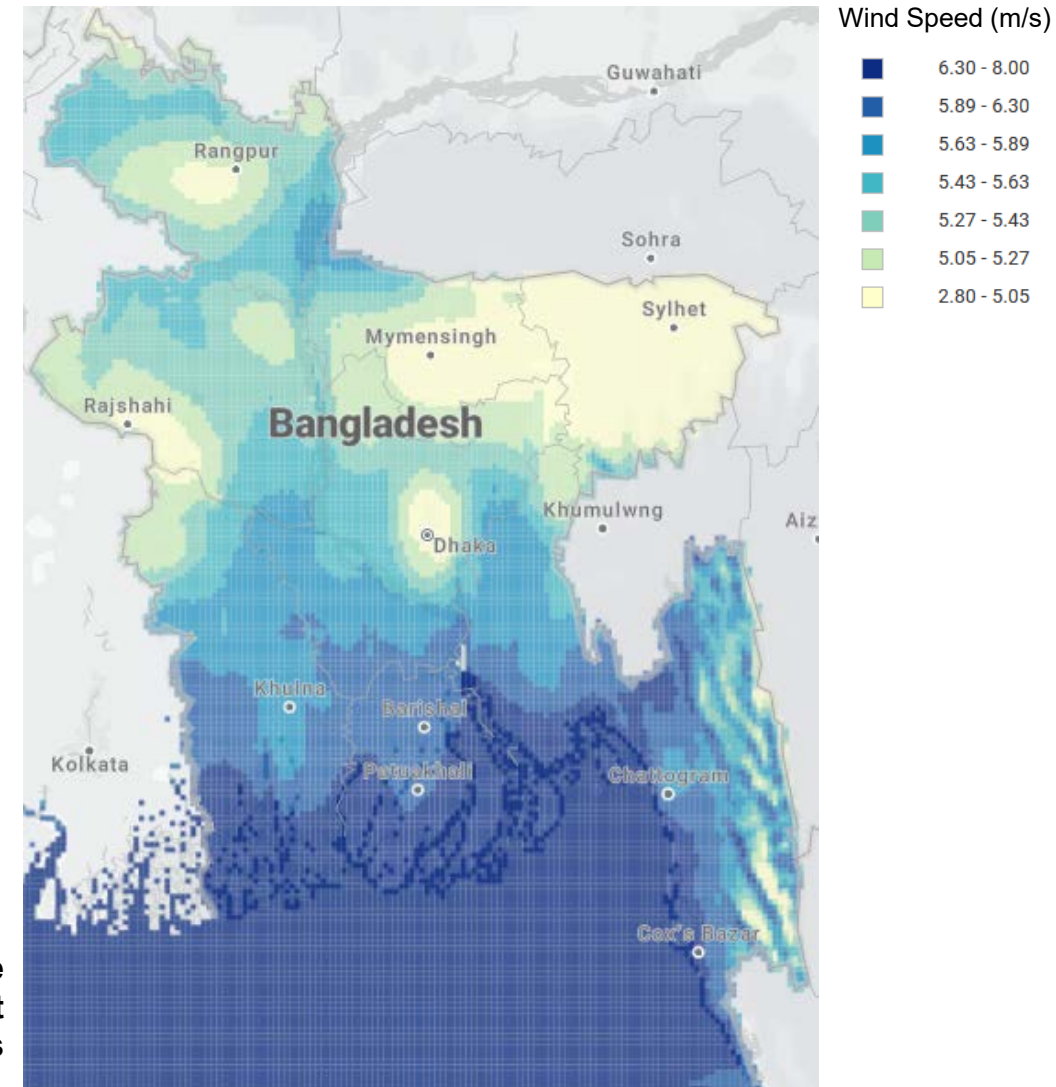 Wind Speed (m/s)
6.30 - 8.00
5.89 - 6.30
5.63 - 5.89
5.43 - 5.63
5.27 - 5.43
5.05 - 5.27
2.80 - 5.05
Guwahati
Rangpur
Sohra
Sylhet
Mymensingh
Rajshahi
Bangladesh
Khumulwng
Aiz
Dhaka
Khulna
Barishal
Kolkata
Patuakhali
Chattogram
Cox's Bazar
e
t
s